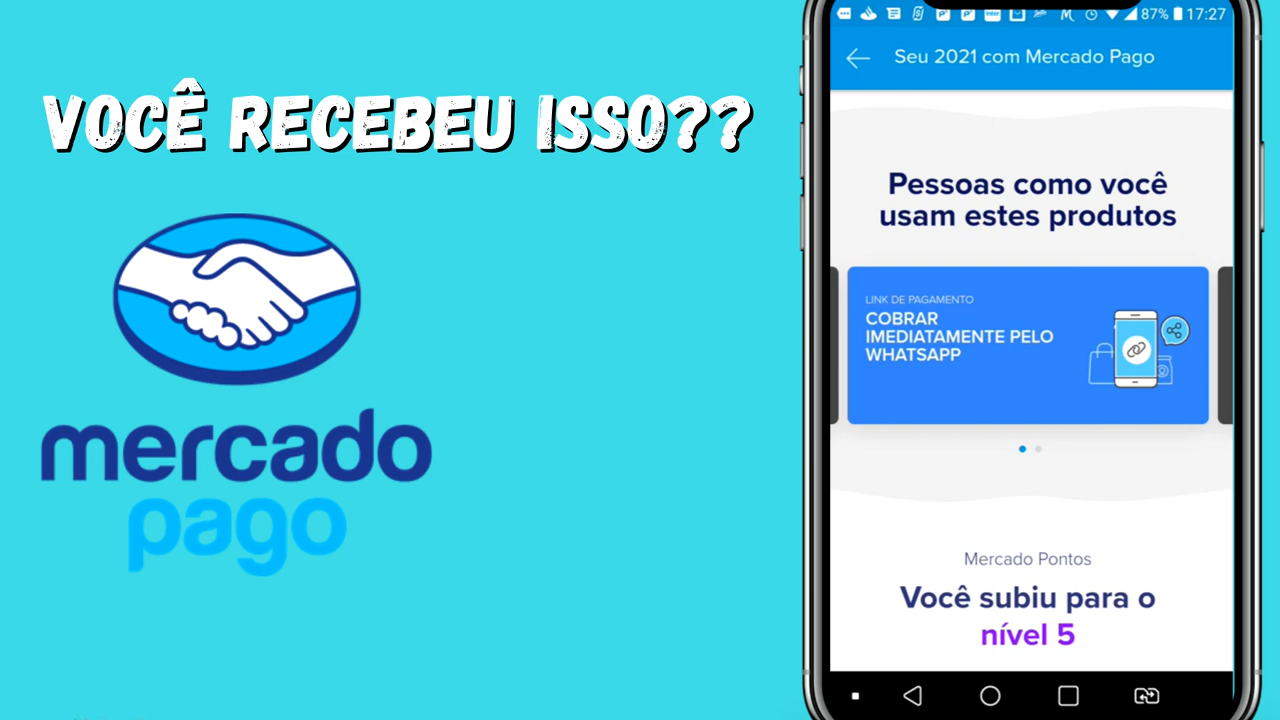 VOCÊ RECEBEU ISSO??
mercado
pago
87% 17:27
Seu 2021 com Mercado Pago
Pessoas como você
usam estes produtos
LINK DE PAGAMENTO
COBRAR
IMEDIATAMENTE PELO
WHATSAPP
Mercado Pontos
Você subiu para o
nível 5